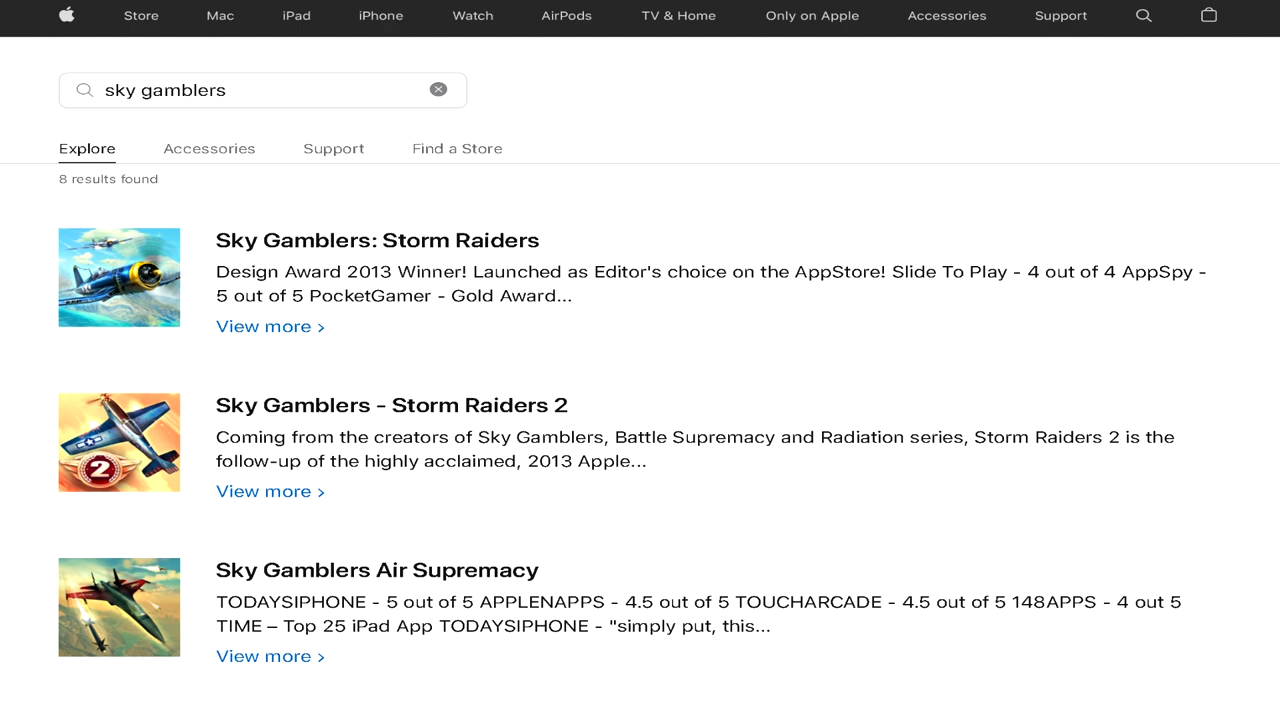 Store Mac iPad iPhone Watch AirPods TV & Home Only on Apple Accessories Support
sky gamblers
Explore Accessories Support Find a Store
8 results found
Sky Gamblers: Storm Raiders
Design Award 2013 Winner! Launched as Editor's choice on the AppStore! Slide To Play - 4 out of 4 AppSpy -
5 out of 5 PocketGamer - Gold Award...
View more >
Sky Gamblers - Storm Raiders 2
Coming from the creators of Sky Gamblers, Battle Supremacy and Radiation series, Storm Raiders 2 is the
follow-up of the highly acclaimed, 2013 Apple...
View more >
2
Sky Gamblers Air Supremacy
TODAYSIPHONE - 5 out of 5 APPLENAPPS - 4.5 out of 5 TOUCHARCADE - 4.5 out of 5 148APPS - 4 out 5
TIME – Top 25 iPad App TODAYSIPHONE - "simply put, this...
View more >